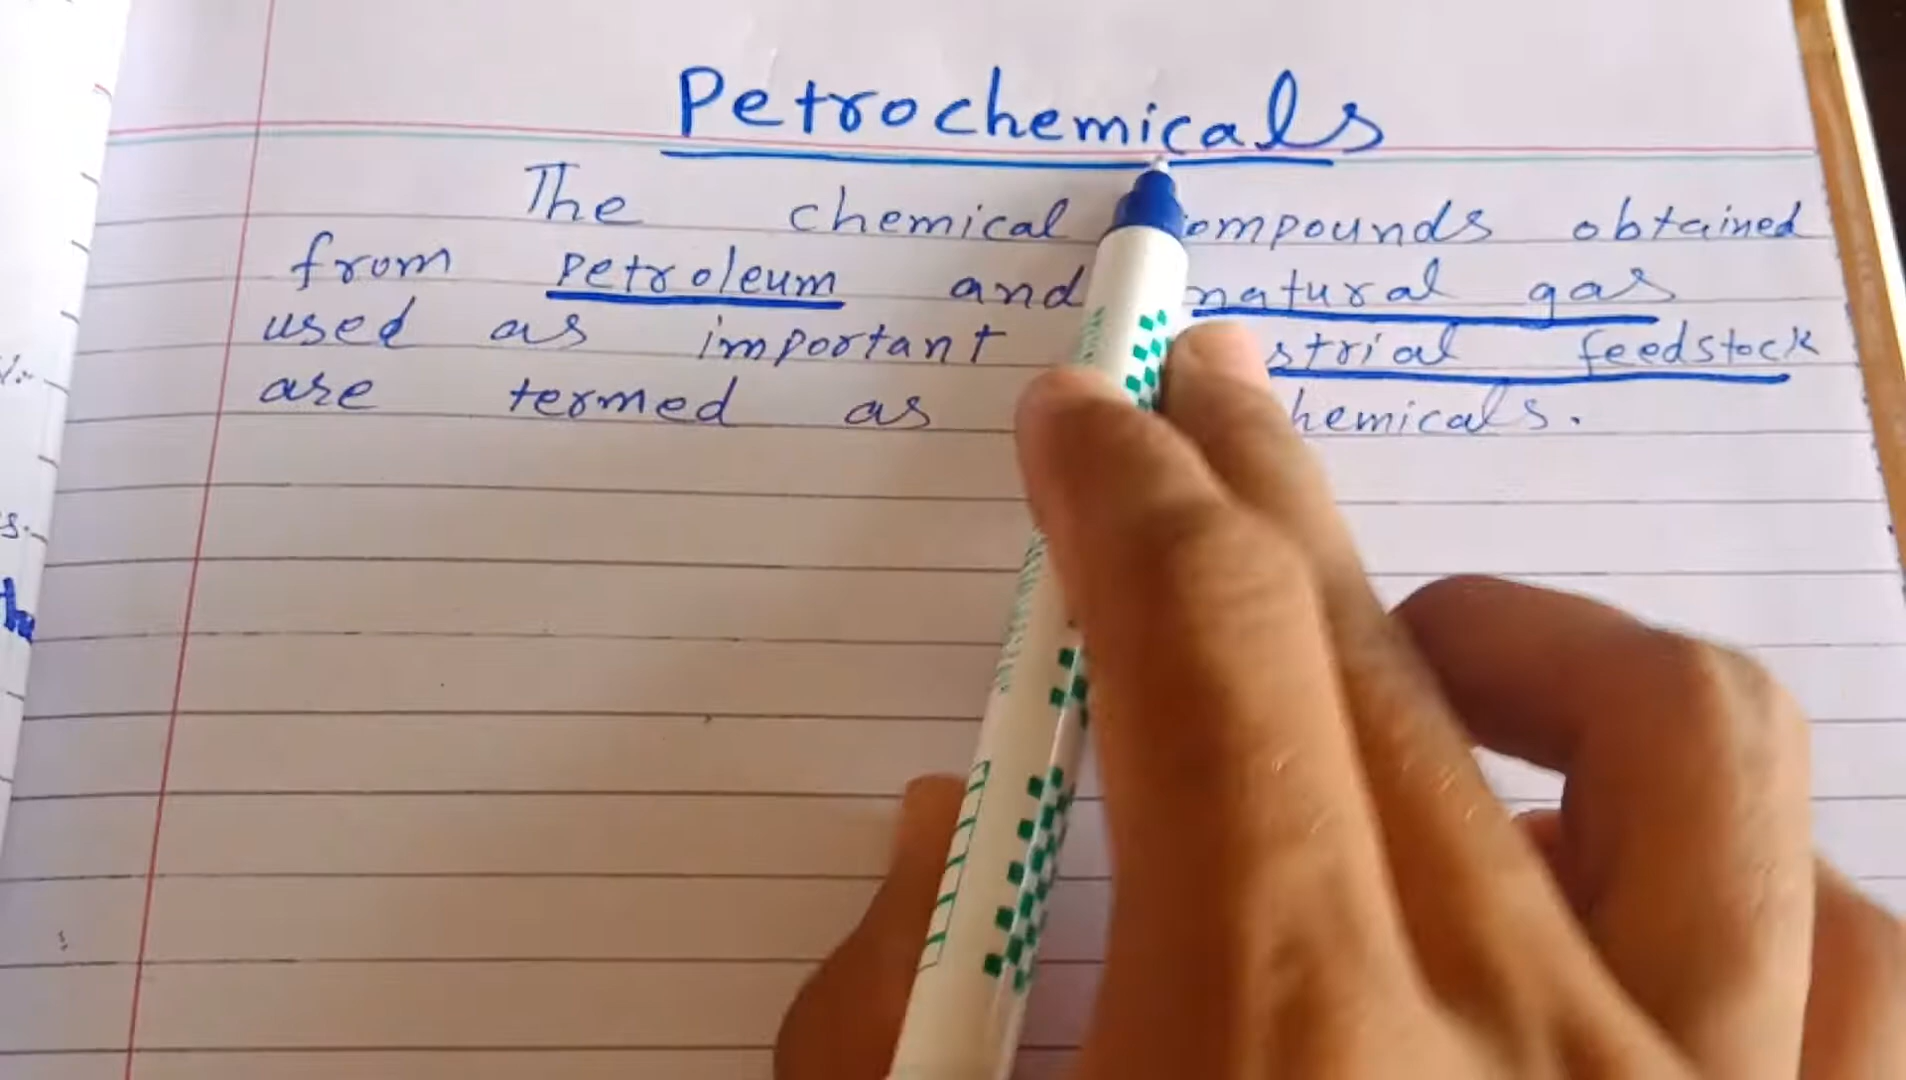 Petrochemicals
The chemical ompounds obtained
from petroleum and natural gas
used as important strial feedstock
are termed as hemicals.